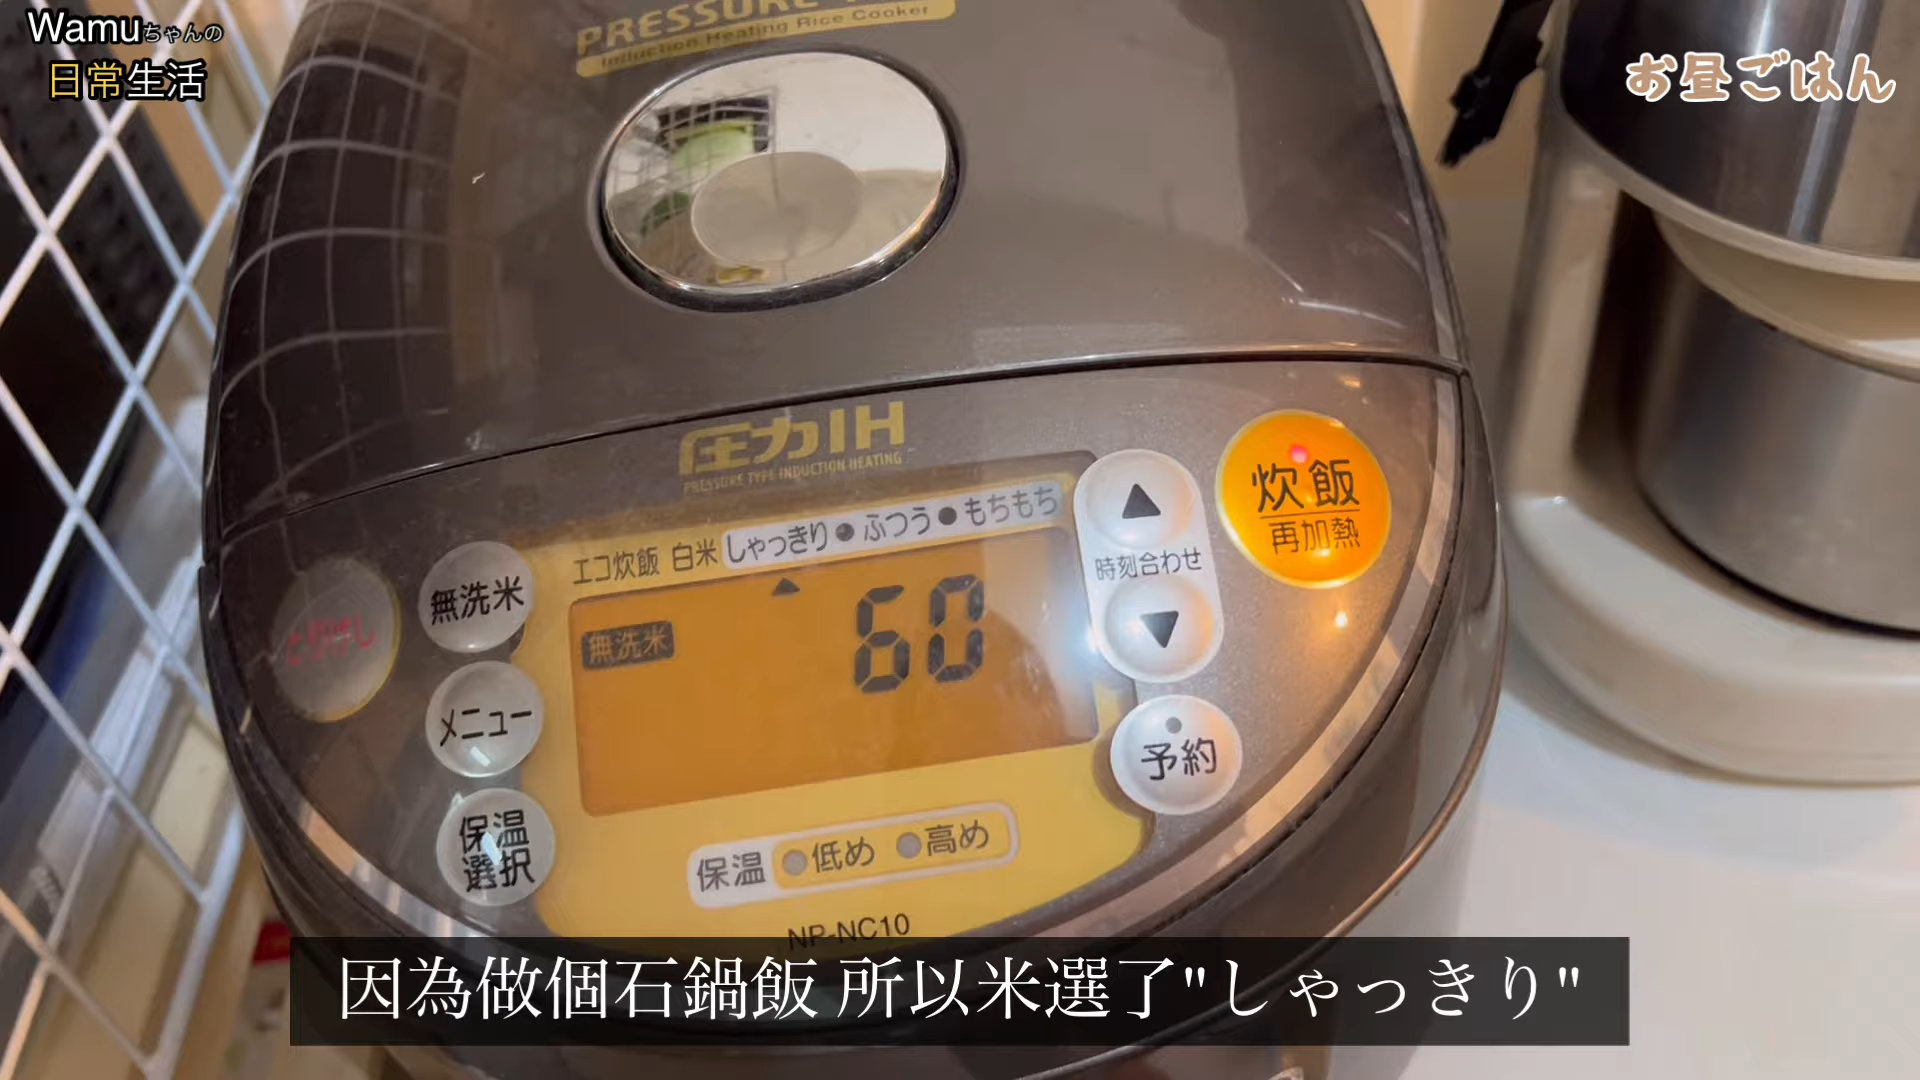 Wamuちゃんの
日常生活
お昼ごはん
PRESSURE
Induction Heating Rice Cooker
圧力IH
PRESSURE TYPE INDUCTION HEATING
エコ炊飯 白米 しゃっきり●ふつう●もちもち
無洗米
60
とりけし
無洗米
メニュー
保温
選択
時刻合わせ
炊飯
再加熱
予約
保温 低め 高め
NP-NC10
因為做個石鍋飯 所以米選了"しゃっきり"